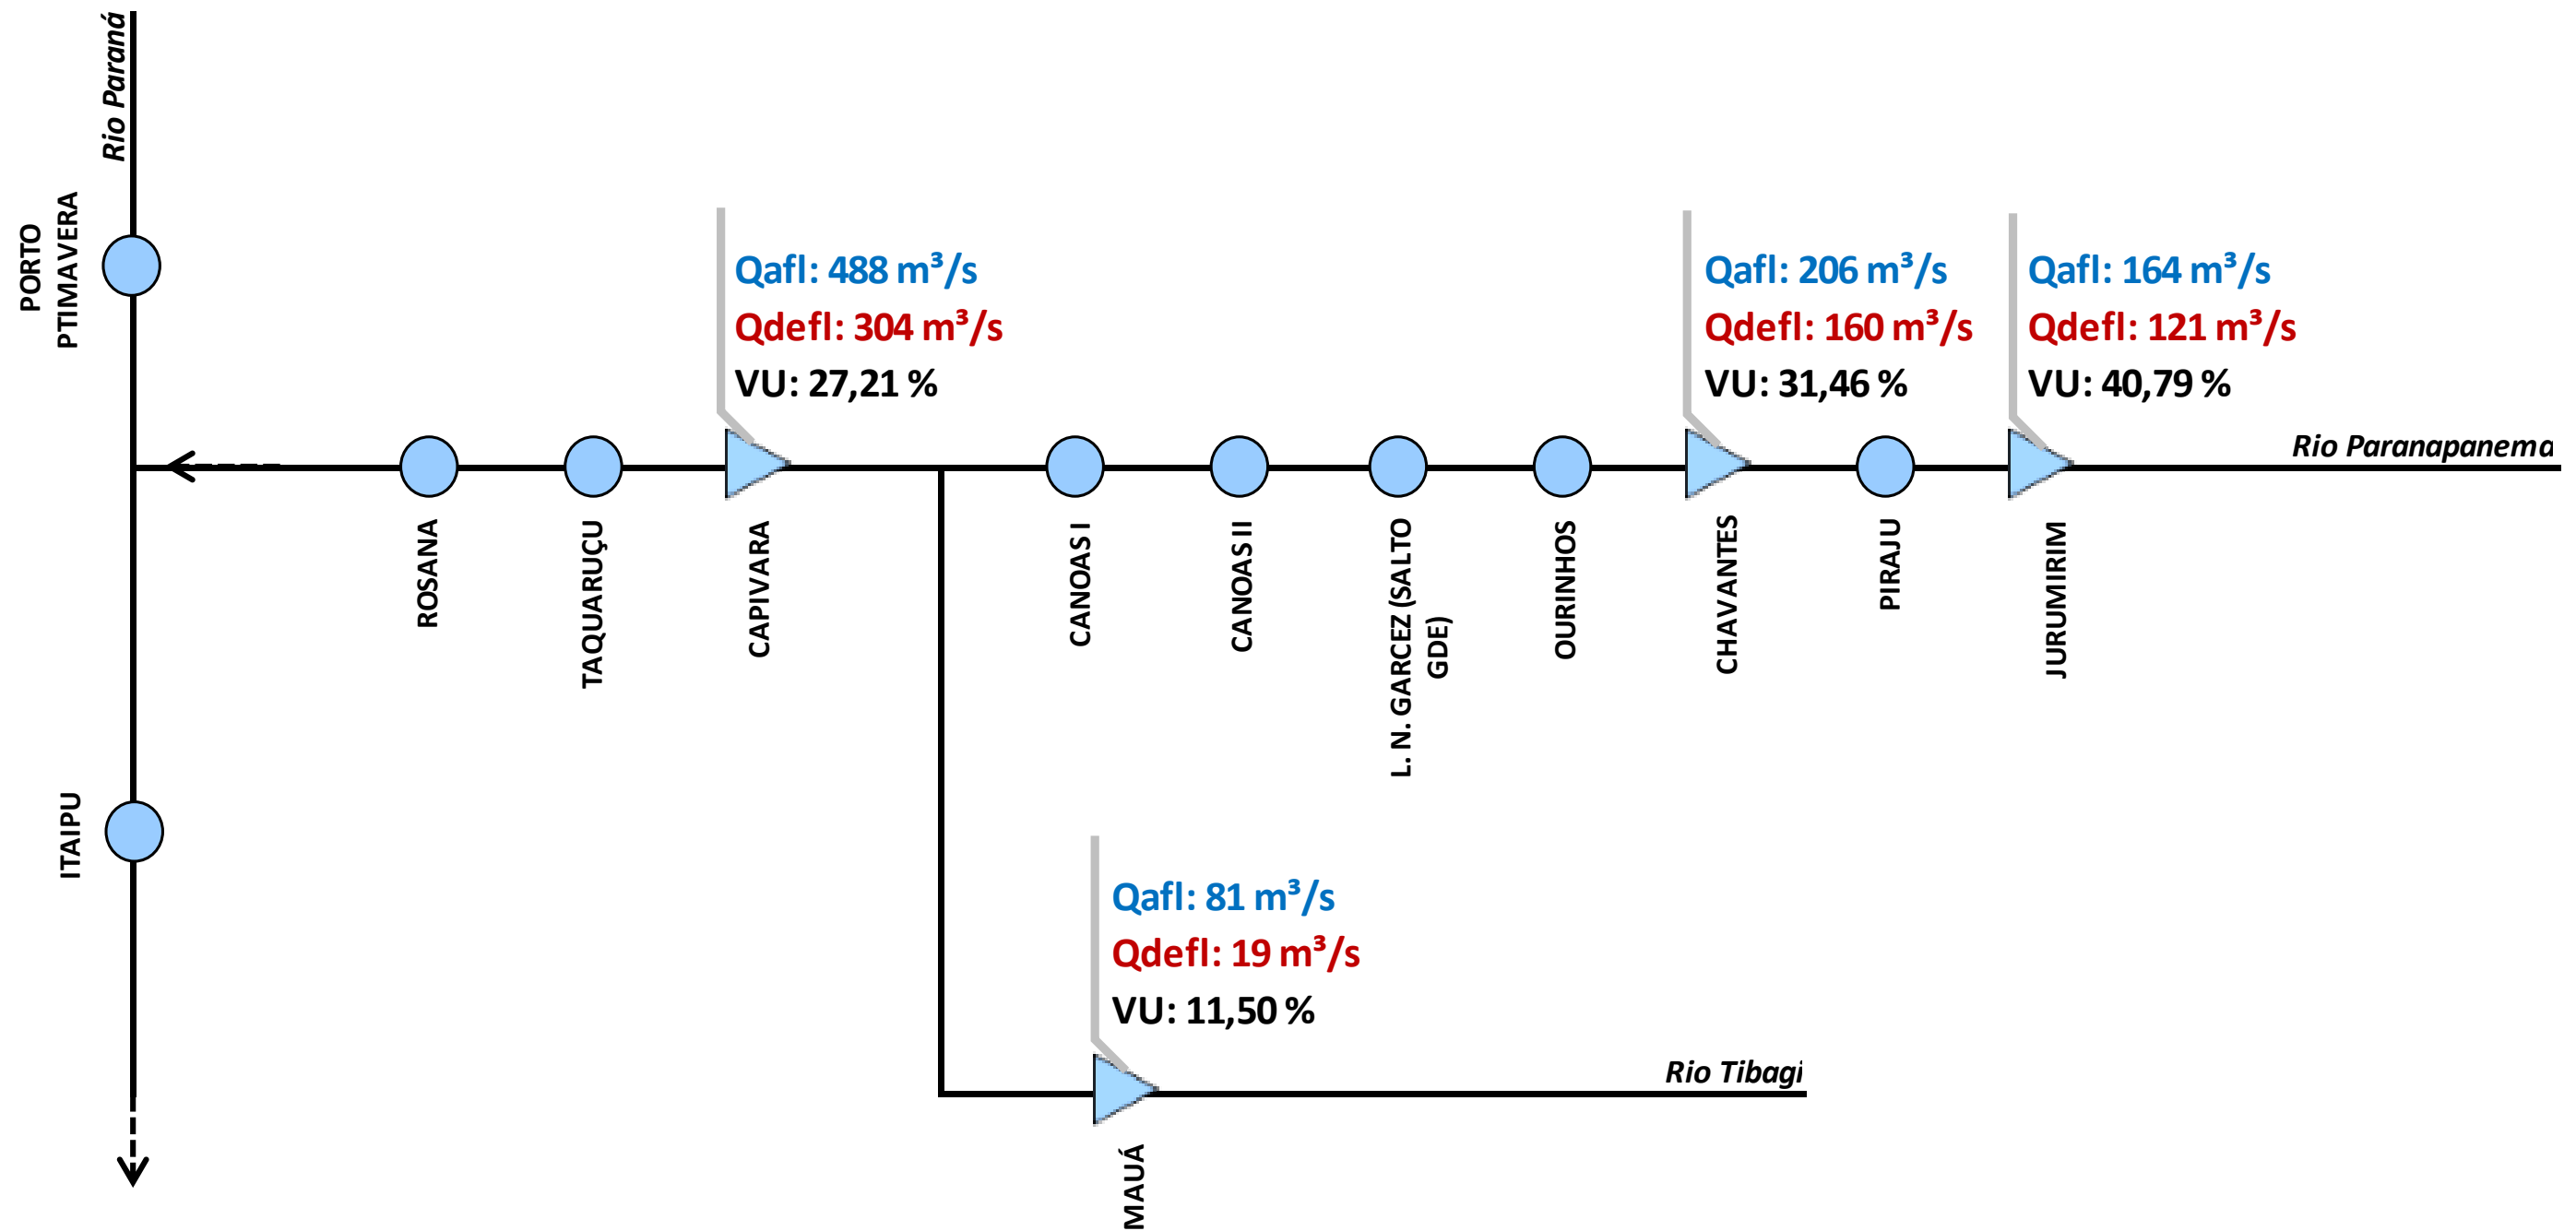 Rio Paraná
PORTO
PTIMAVERA
Qafl: 488 m³/s
Qdefl: 304 m³/s
VU: 27,21 %
Qafl: 206 m³/s
Qdefl: 160 m³/s
VU: 31,46 %
Qafl: 164 m³/s
Qdefl: 121 m³/s
VU: 40,79 %
Rio Paranapanema
ROSANA
TAQUARUÇU
CAPIVARA
CANOAS I
CANOAS II
L. N. GARCEZ (SALTO
GDE)
OURINHOS
CHAVANTES
PIRAJU
JURUMIRIM
ITAIPU
Qafl: 81 m³/s
Qdefl: 19 m³/s
VU: 11,50 %
Rio Tibagi
MAUÁ